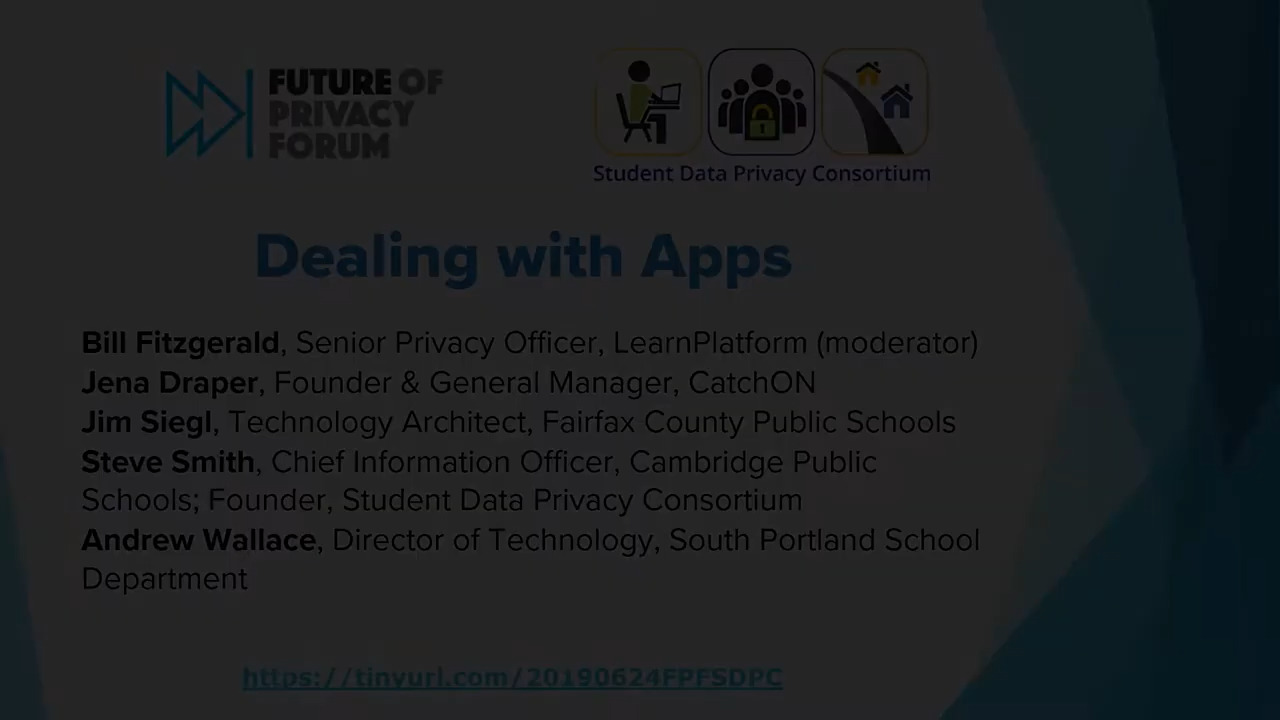 FUTURE OF
PRIVACY
FORUM
Student Data Privacy Consortium
Dealing with Apps
Bill Fitzgerald, Senior Privacy Officer, LearnPlatform (moderator)
Jena Draper, Founder & General Manager, CatchON
Jim Siegl, Technology Architect, Fairfax County Public Schools
Steve Smith, Chief Information Officer, Cambridge Public
Schools; Founder, Student Data Privacy Consortium
Andrew Wallace, Director of Technology, South Portland School
Department
https://tinyurl.com/20190624FPFSDPC